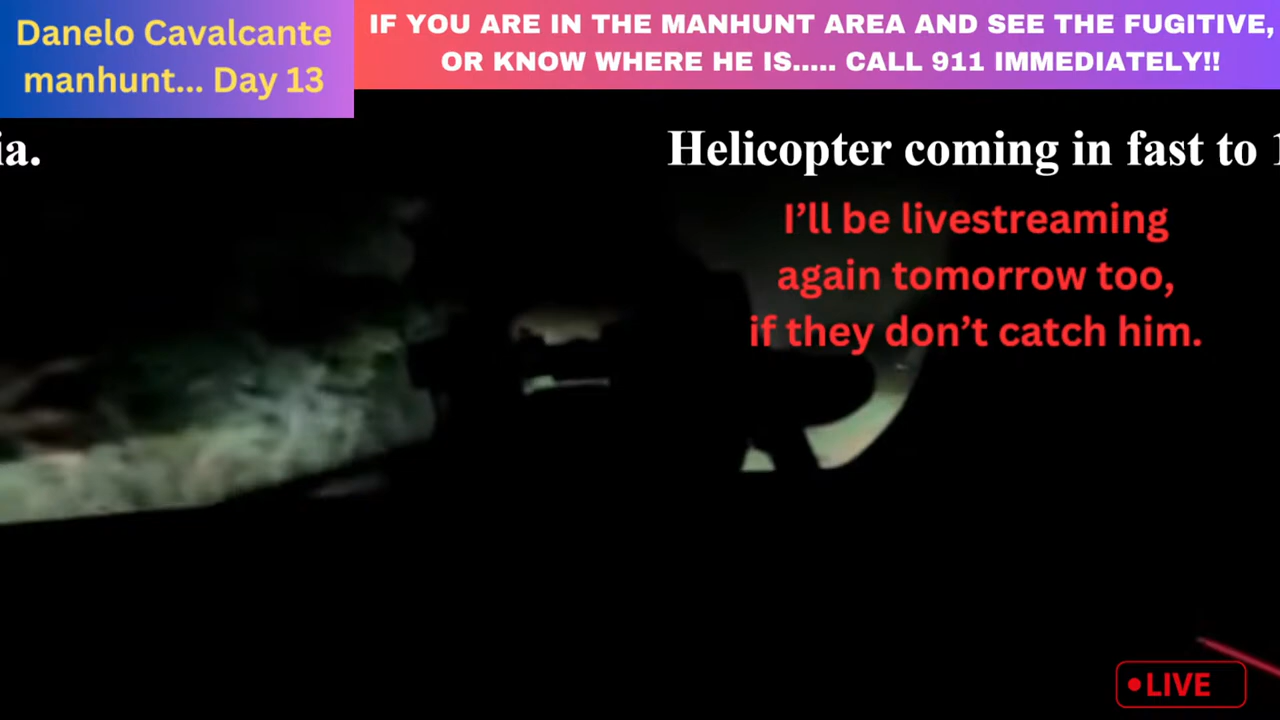 Danelo Cavalcante
manhunt... Day 13
IF YOU ARE IN THE MANHUNT AREA AND SEE THE FUGITIVE,
OR KNOW WHERE HE IS..... CALL 911 IMMEDIATELY!!
ia. Helicopter coming in fast to
I'll be livestreaming
again tomorrow too,
if they don't catch him.
LIVE